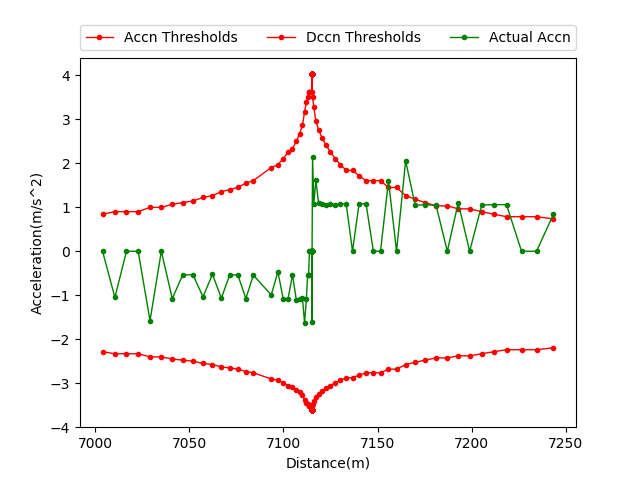 Accn Thresholds Dccn Thresholds Actual Accn
4
3
2
1
0
−1
−2
−3
−4
Acceleration(m/s^2)
7000 7050 7100 7150 7200 7250
Distance(m)